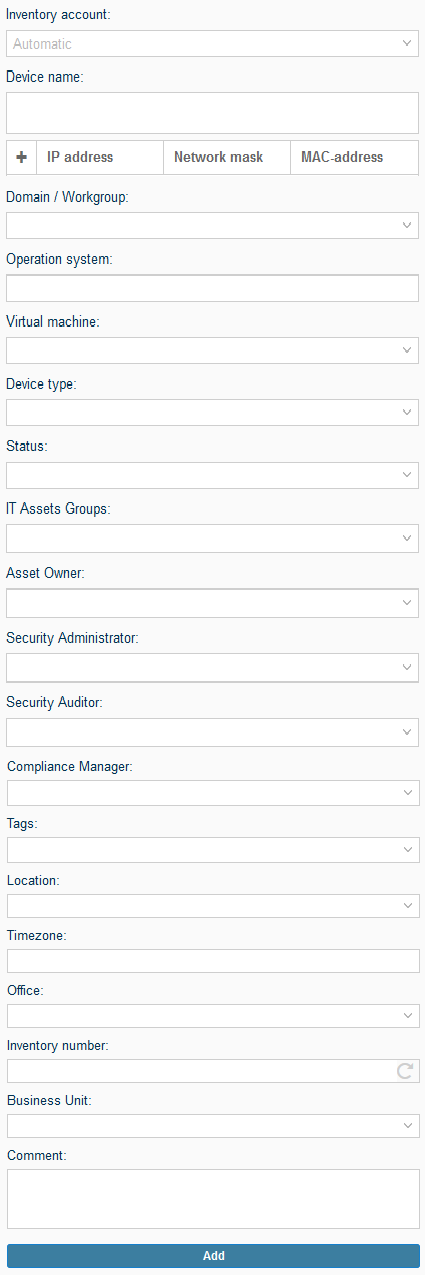 Inventory account:
Automatic
Device name:
+ IP address Network mask MAC-address
Domain / Workgroup:
Operation system:
Virtual machine:
Device type:
Status:
IT Assets Groups:
Asset Owner:
Security Administrator:
Security Auditor:
Compliance Manager:
Tags:
Location:
Timezone:
Office:
Inventory number:
Business Unit:
Comment:
Add